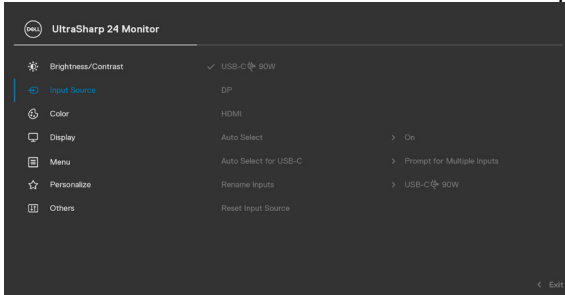 DELL UltraSharp 24 Monitor
Brightness/Contrast USB-C 90W
Input Source DP
Color HDMI
Display Auto Select On
Menu Auto Select for USB-C Prompt for Multiple Inputs
Personalize Rename Inputs USB-C 90W
Others Reset Input Source
Exit